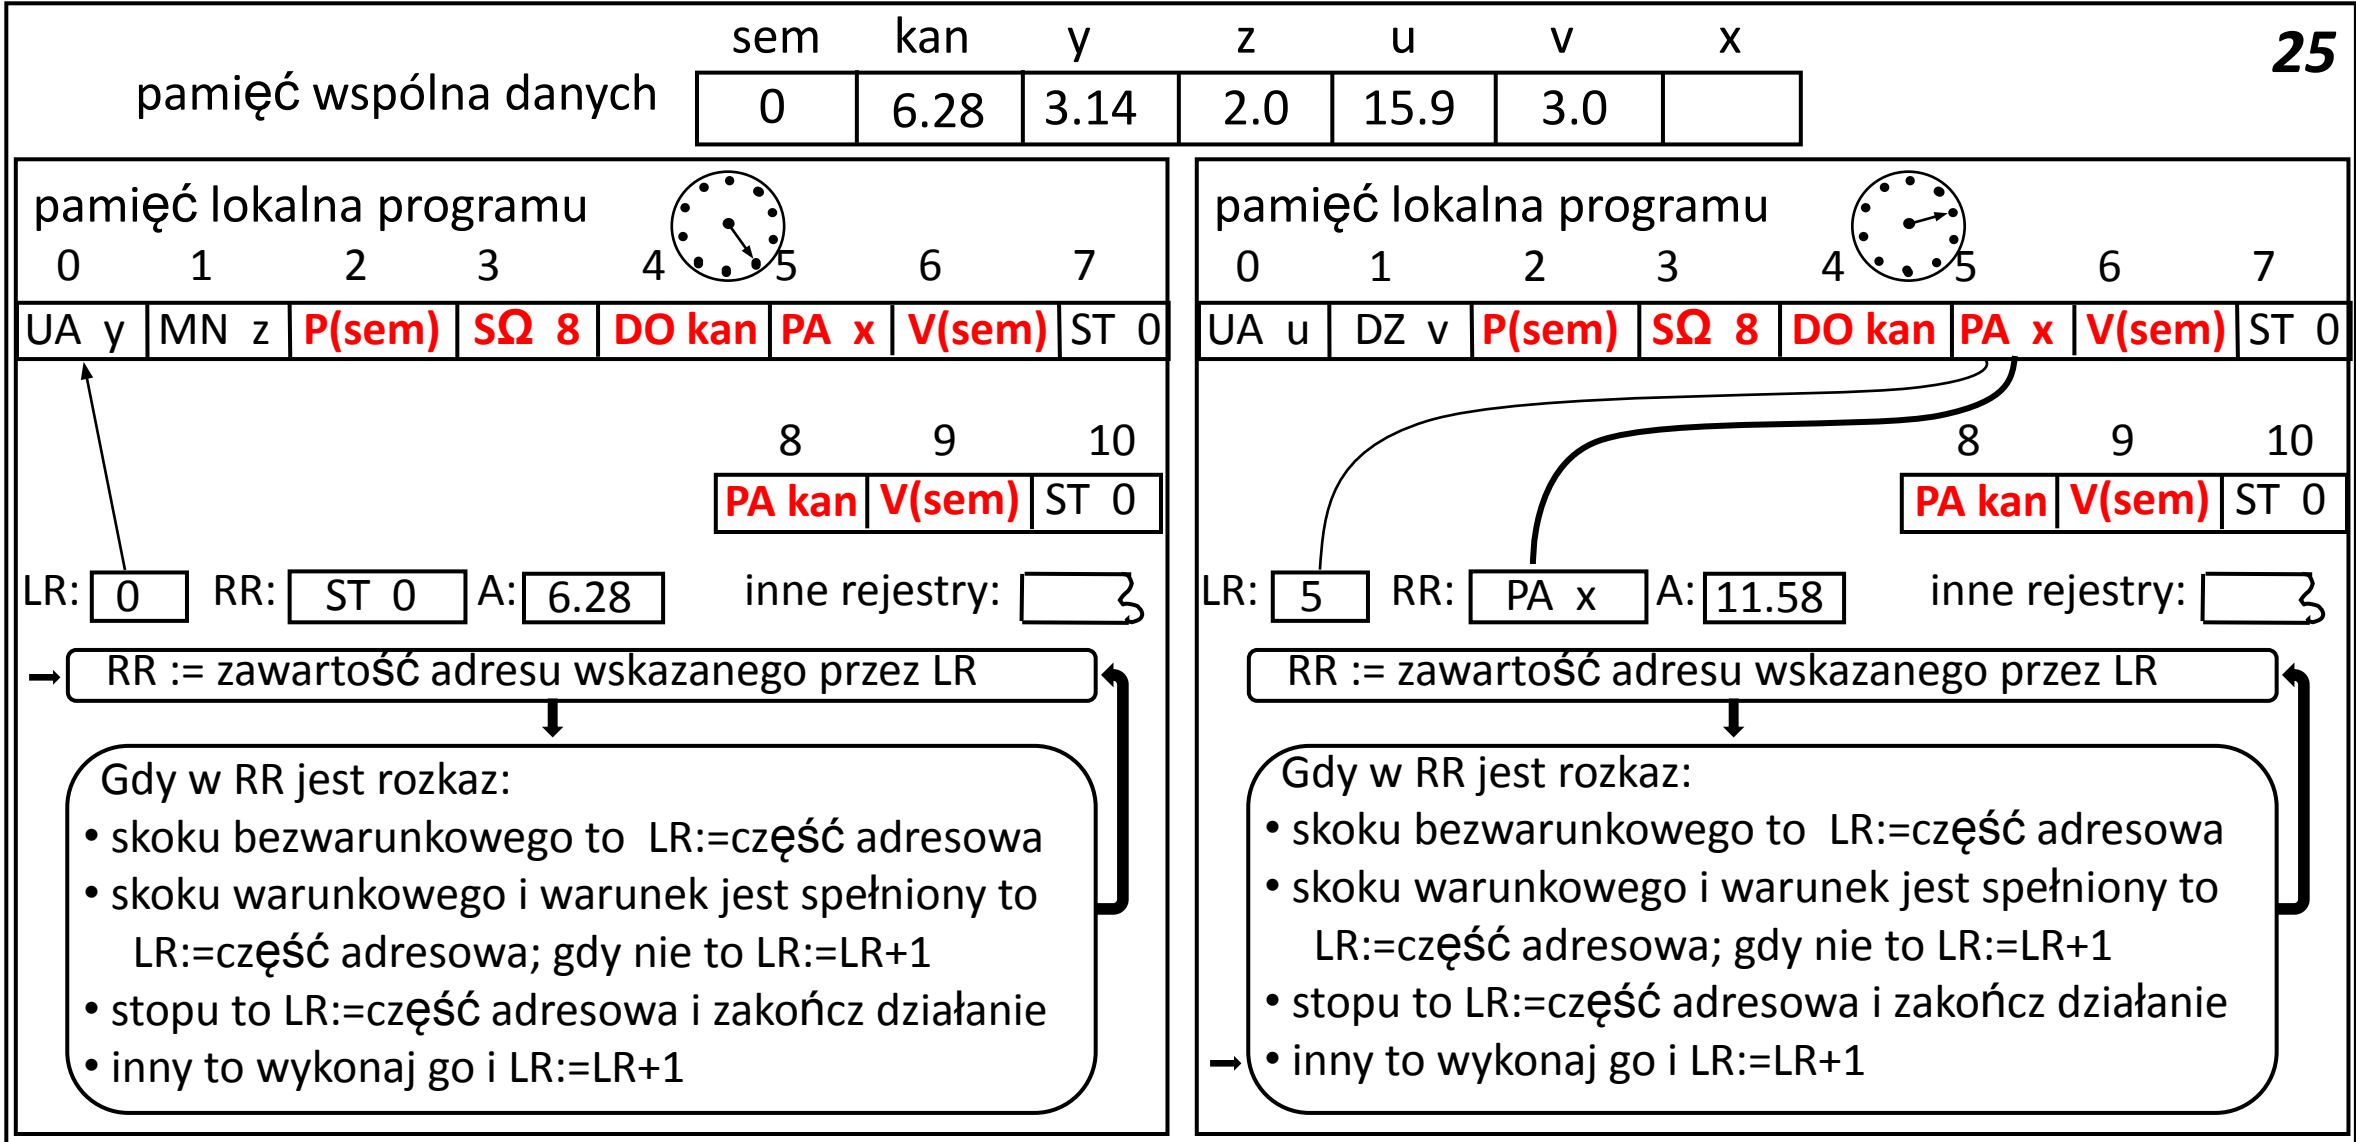 sem kan y z u v x
25
pamięć wspólna danych 0 6.28 3.14 2.0 15.9 3.0
pamięć lokalna programu
0 1 2 3 4 5 6 7
UA y MN z P(sem) SΩ 8 DO kan PA x V(sem) ST 0
8 9 10
PA kan V(sem) ST 0
LR: 0 RR: ST 0 A: 6.28 inne rejestry:
RR := zawartość adresu wskazanego przez LR
Gdy w RR jest rozkaz:
• skoku bezwarunkowego to LR:=część adresowa
• skoku warunkowego i warunek jest spełniony to
LR:=część adresowa; gdy nie to LR:=LR+1
• stopu to LR:=część adresowa i zakończ działanie
• inny to wykonaj go i LR:=LR+1
pamięć lokalna programu
0 1 2 3 4 5 6 7
UA u DZ v P(sem) SΩ 8 DO kan PA x V(sem) ST 0
8 9 10
PA kan V(sem) ST 0
LR: 5 RR: PA x A: 11.58 inne rejestry:
RR := zawartość adresu wskazanego przez LR
Gdy w RR jest rozkaz:
• skoku bezwarunkowego to LR:=część adresowa
• skoku warunkowego i warunek jest spełniony to
LR:=część adresowa; gdy nie to LR:=LR+1
• stopu to LR:=część adresowa i zakończ działanie
• inny to wykonaj go i LR:=LR+1